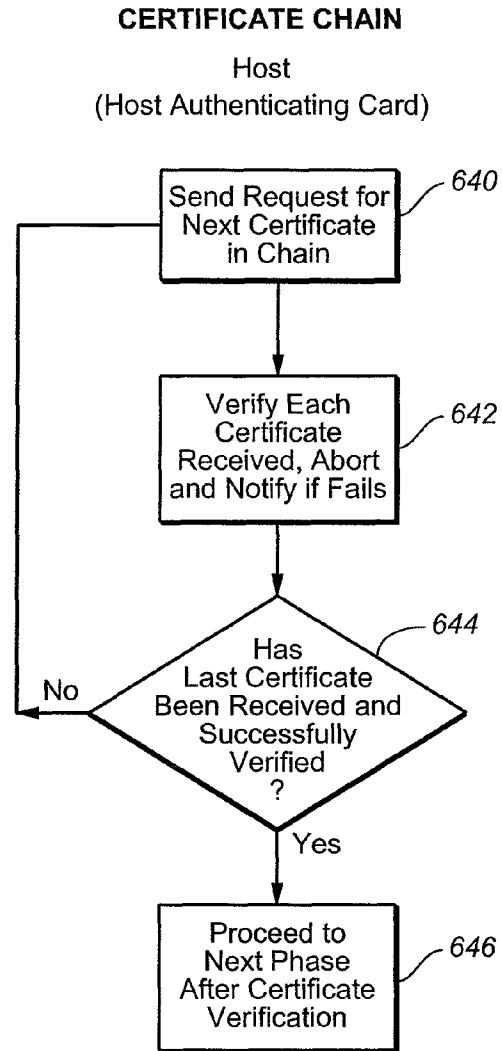 CERTIFICATE CHAIN
Host
(Host Authenticating Card)
640
Send Request for
Next Certificate
in Chain
642
Verify Each
Certificate
Received, Abort
and Notify if Fails
644
Has
Last Certificate
Been Received and
Successfully
Verified
?
No
Yes
646
Proceed to
Next Phase
After Certificate
Verification